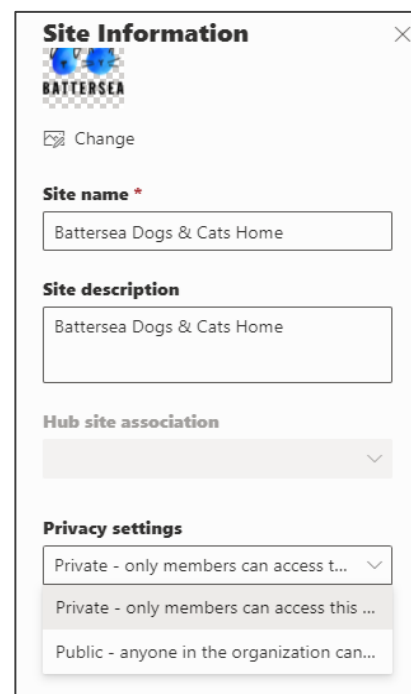 Site Information
BATTERSEA
Change
Site name *
Battersea Dogs & Cats Home
Site description
Battersea Dogs & Cats Home
Hub site association
Privacy settings
Private - only members can access t...
Private - only members can access this ...
Public - anyone in the organization can...